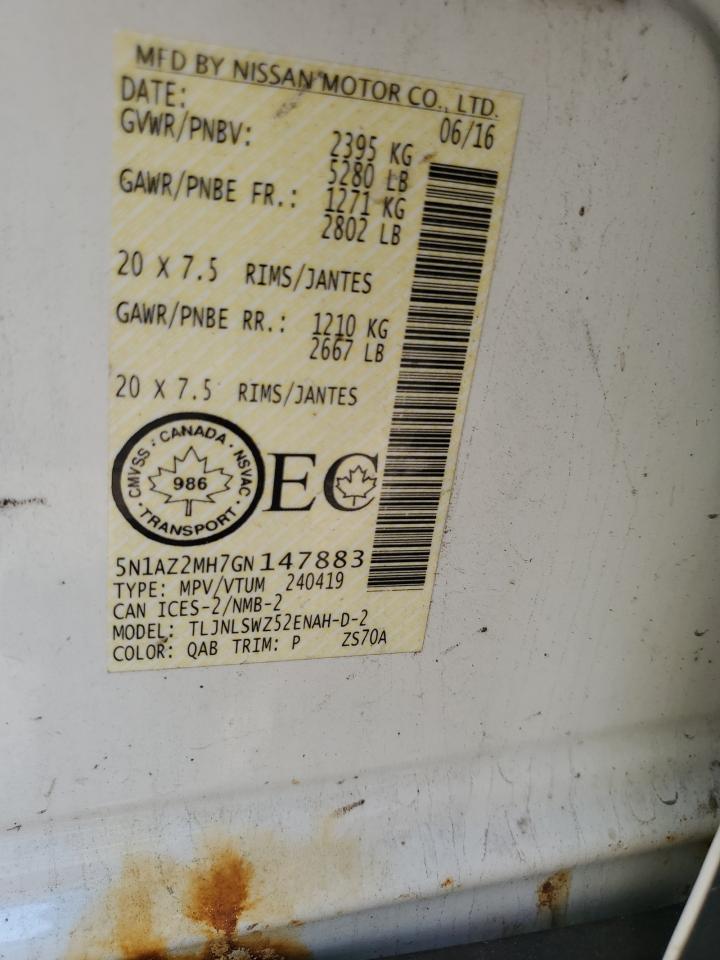 MFD BY NISSAN MOTOR CO., LTD.
DATE: 06/16
GVWR/PNBV: 2395 KG
5280 LB
GAWR/PNBE FR.: 1271 KG
2802 LB
20 X 7.5 RIMS/JANTES
GAWR/PNBE RR.: 1210 KG
2667 LB
20 X 7.5 RIMS/JANTES
CMVSS · CANADA · NSVAC · TRANSPORT ·
986
EC
5N1AZ2MH7GN147883
TYPE: MPV/VTUM 240419
CAN ICES-2/NMB-2
MODEL: TLJNLSWZ52ENAH-D-2
COLOR: QAB TRIM: P ZS70A